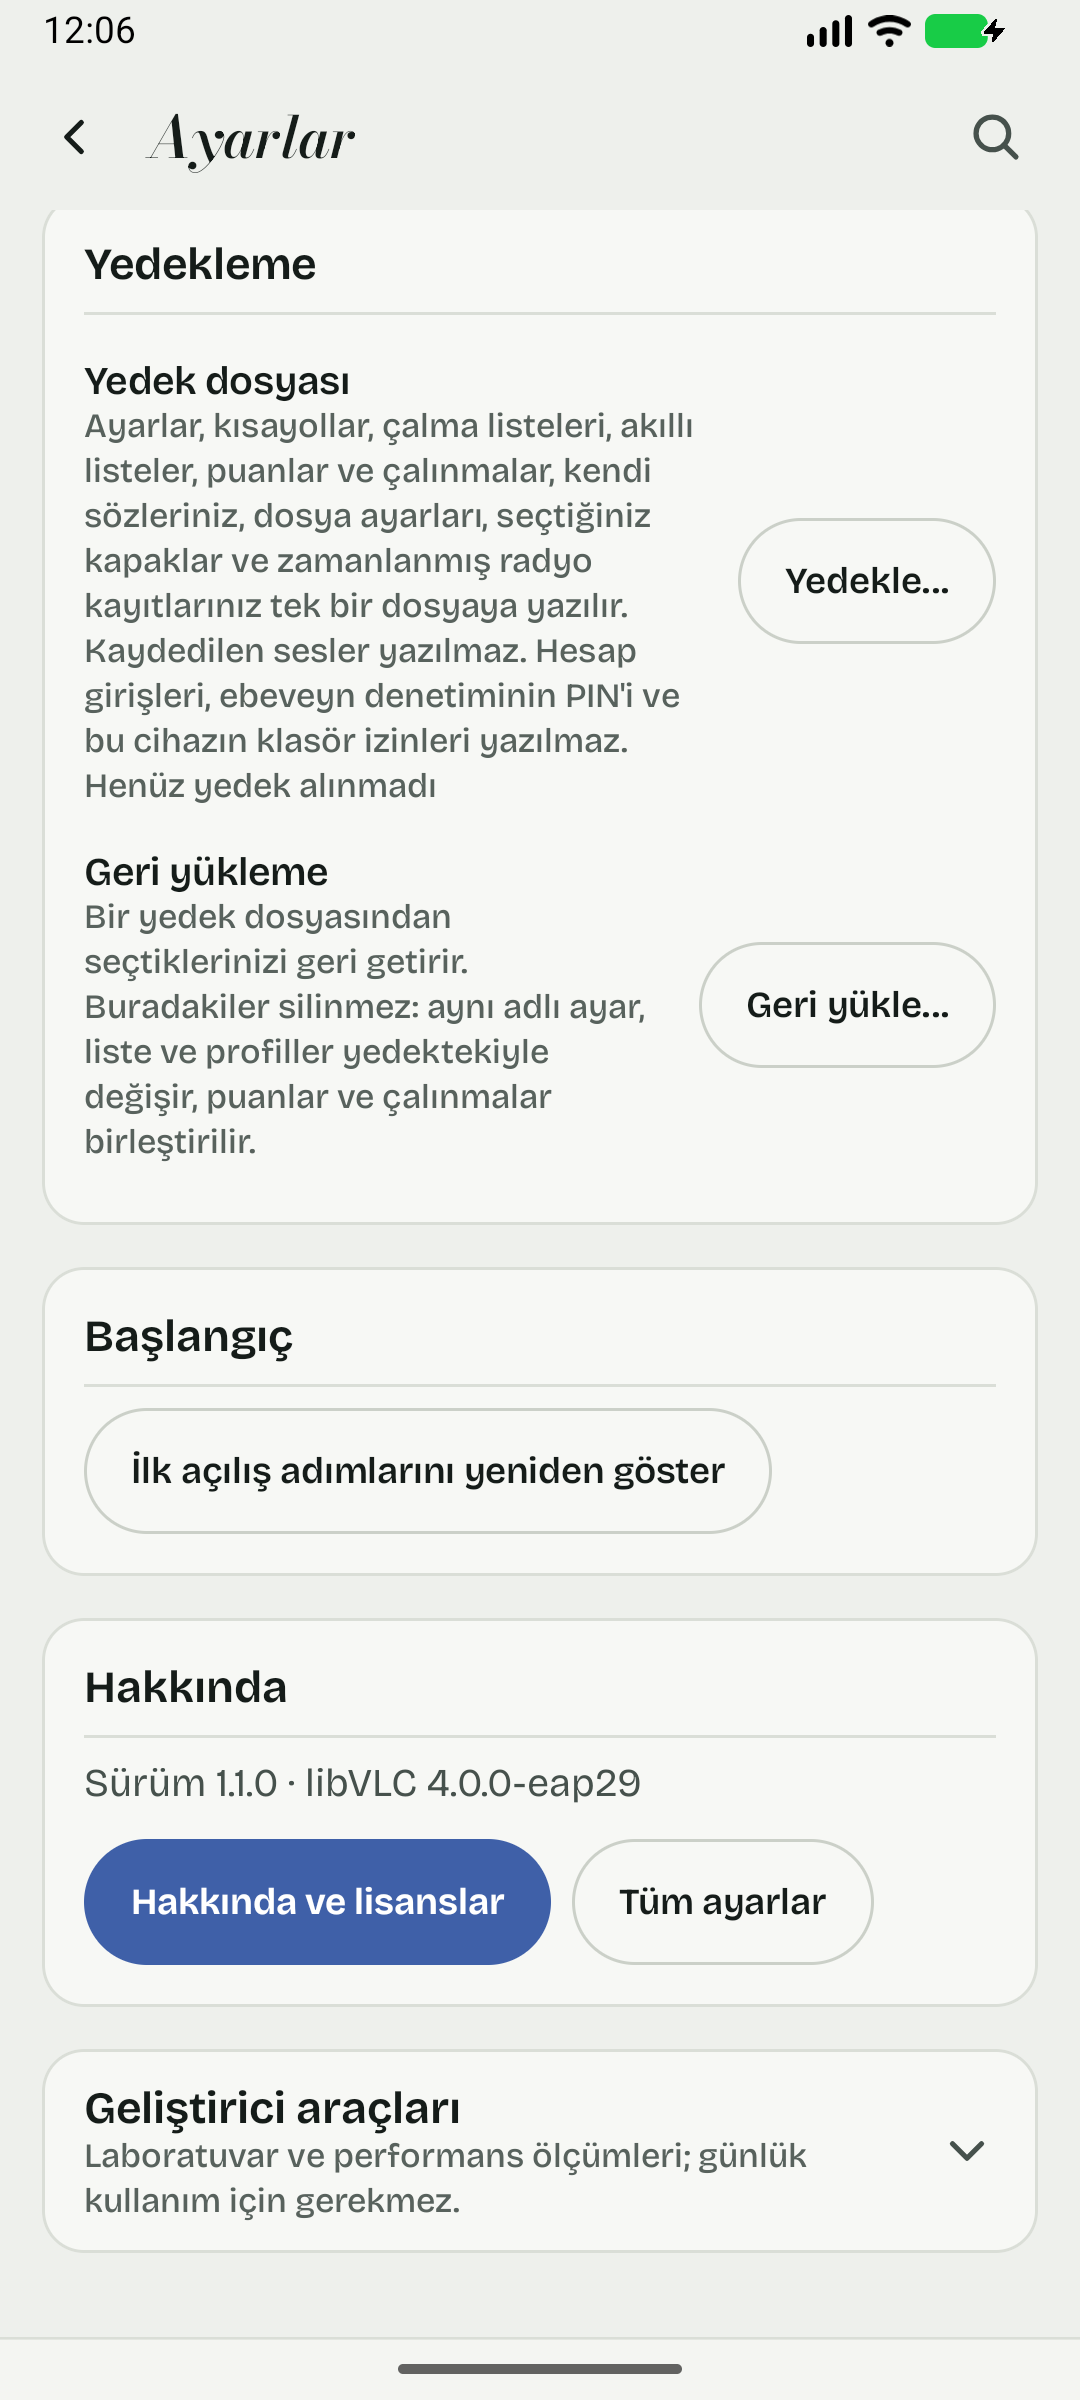 12:06
Ayarlar
Yedekleme
Yedek dosyası
Ayarlar, kısayollar, çalma listeleri, akıllı
listeler, puanlar ve çalınmalar, kendi
sözleriniz, dosya ayarları, seçtiğiniz
kapaklar ve zamanlanmış radyo
kayıtlarınız tek bir dosyaya yazılır.
Kaydedilen sesler yazılmaz. Hesap
girişleri, ebeveyn denetiminin PIN'i ve
bu cihazın klasör izinleri yazılmaz.
Henüz yedek alınmadı
Yedekle...
Geri yükleme
Bir yedek dosyasından
seçtiklerinizi geri getirir.
Buradakiler silinmez: aynı adlı ayar,
liste ve profiller yedektekiyle
değişir, puanlar ve çalınmalar
birleştirilir.
Geri yükle...
Başlangıç
İlk açılış adımlarını yeniden göster
Hakkında
Sürüm 1.1.0 · libVLC 4.0.0-eap29
Hakkında ve lisanslar
Tüm ayarlar
Geliştirici araçları
Laboratuvar ve performans ölçümleri; günlük
kullanım için gerekmez.